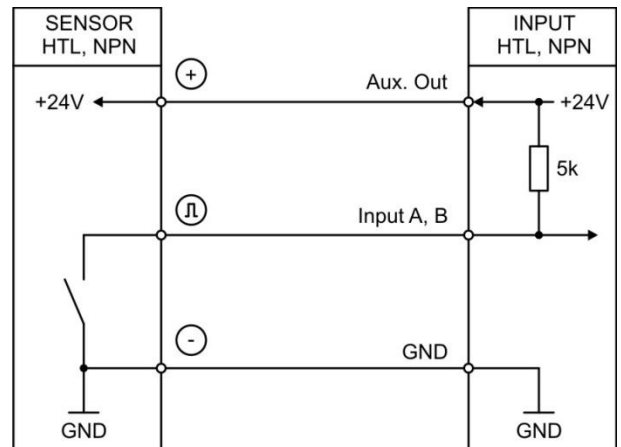 SENSOR
HTL, NPN
INPUT
HTL, NPN
+
Aux. Out
+24V
+24V
5k
Input A, B
-
GND
GND
GND